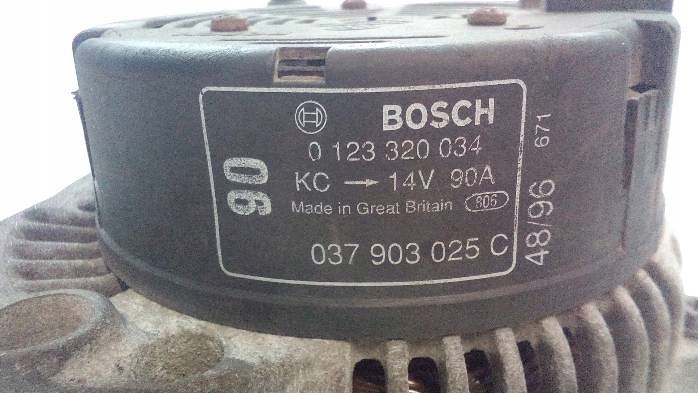 BOSCH
0 123 320 034
KC → 14V 90A
Made in Great Britain 806
037 903 025 C
90
48/96
671